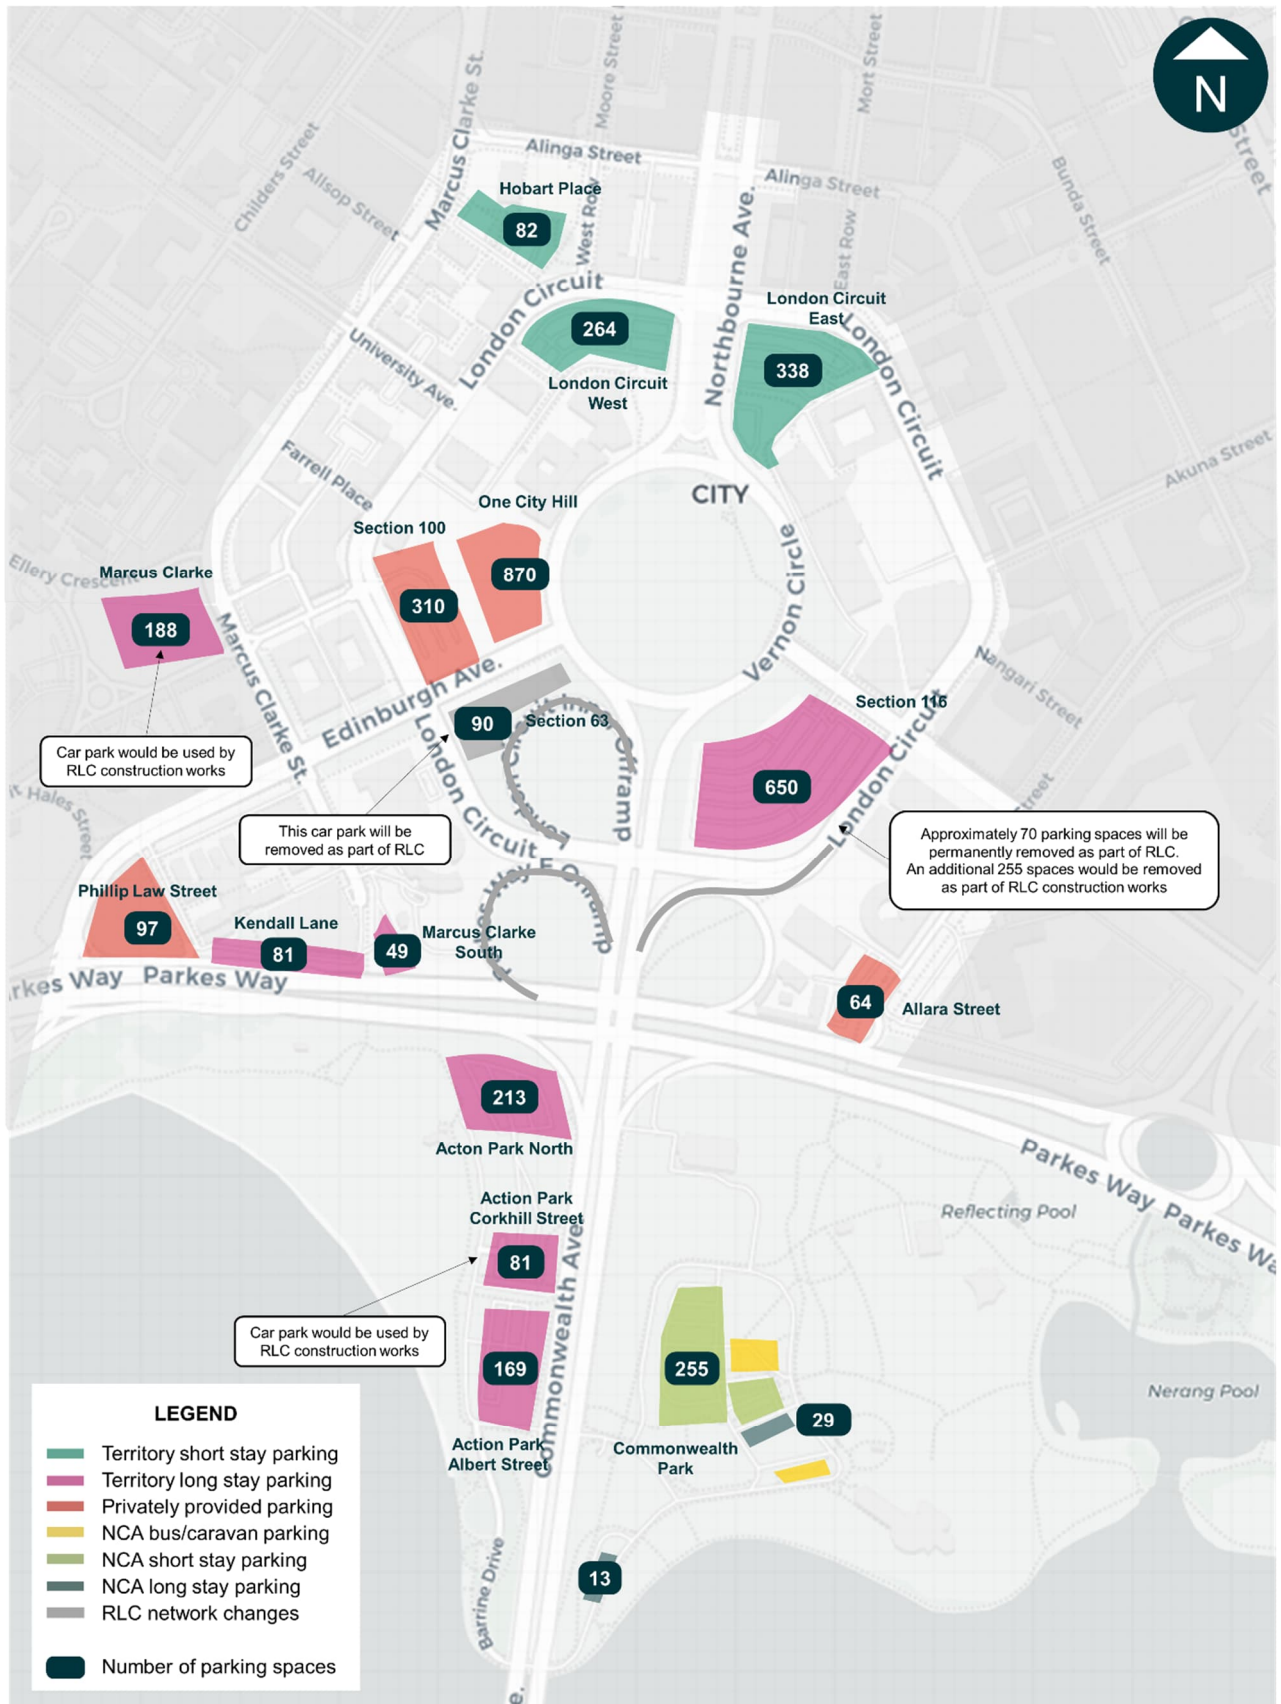 N
Marcus Clarke St.
Moore Street
Mort Street
Street
Childers Street
Allsop Street
Alinga Street
Alinga Street
Bunda Street
Hobart Place
82
West Row
East Row
Northbourne Ave.
London Circuit
London Circuit
East
London Circuit
264
338
London Circuit
West
University Ave.
Farrell Place
Akuna Street
CITY
One City Hill
Section 100
870
310
Vernon Circle
Ellery Crescent
Marcus Clarke
188
Marcus Clarke St.
Edinburgh Ave.
Nangari Street
Section 116
90
Section 63
London Circuit
Offramp
London Circuit
650
Street
Car park would be used by
RLC construction works
Hales Street
This car park will be
removed as part of RLC
Approximately 70 parking spaces will be
permanently removed as part of RLC.
An additional 255 spaces would be removed
as part of RLC construction works
Phillip Law Street
97
Kendall Lane
81
49
Marcus Clarke
South
rkes Way
Parkes Way
64
Allara Street
213
Acton Park North
Parkes Way
Parkes Wa
Action Park
Corkhill Street
81
Reflecting Pool
Commonwealth Ave
Car park would be used by
RLC construction works
169
255
29
Nerang Pool
Action Park
Albert Street
Commonwealth
Park
13
Barrine Drive
e.
LEGEND
Territory short stay parking
Territory long stay parking
Privately provided parking
NCA bus/caravan parking
NCA short stay parking
NCA long stay parking
RLC network changes
Number of parking spaces